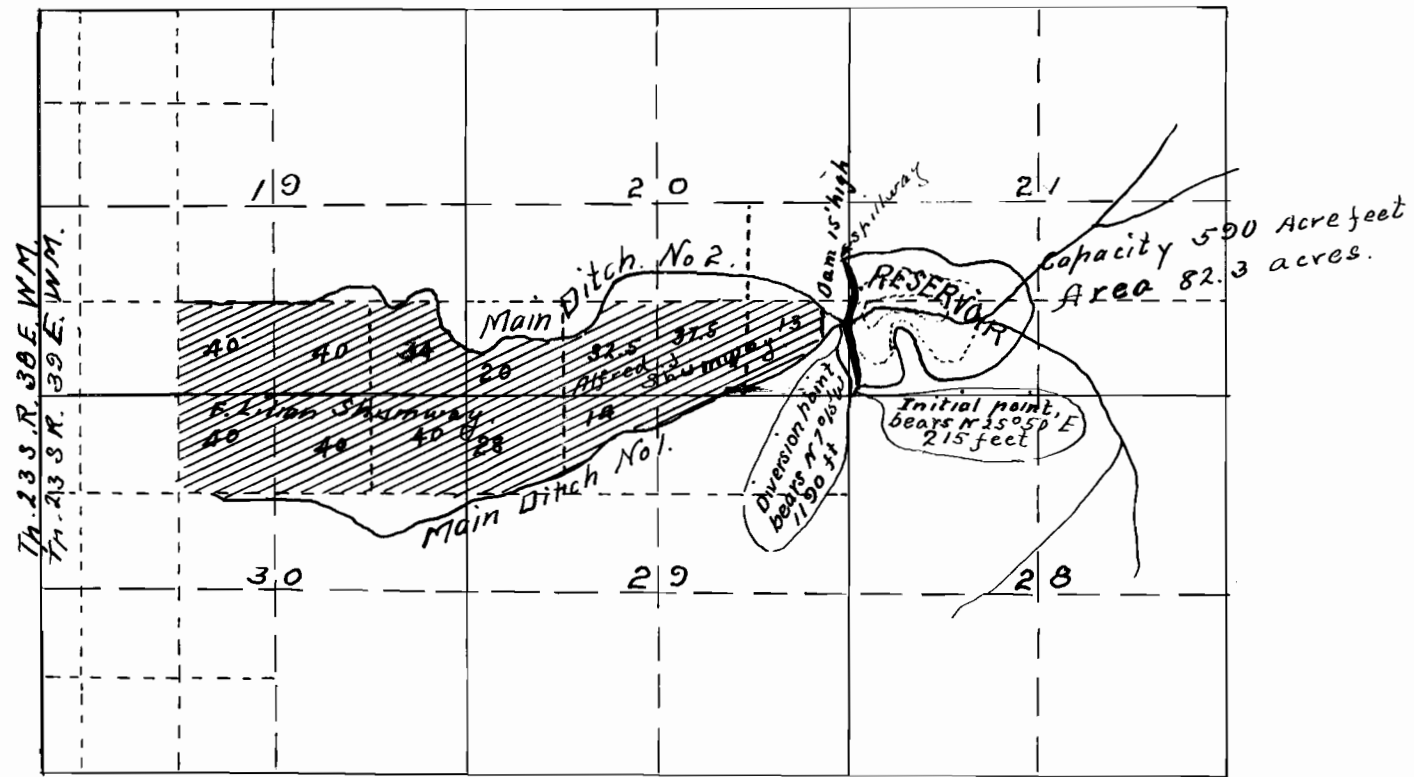 Tp. 23 S. R. 38 E. W M.
Tp. 23 S R. 39 E. W M.
19
20
21
Dam 15' high
spillway
Capacity 590 Acre feet
Area 82.3 acres.
RESERVOIR
Main Ditch. No 2.
40
40
34
20
32.5
37.5
13
Alfred J Shumway
F. Lilian Shumway
40
40
40
28
Main Ditch No 1.
Diversion point
bears N 7° 15' W
1190 ft
Initial point,
bears N 25° 50' E
215 feet
30
29
28